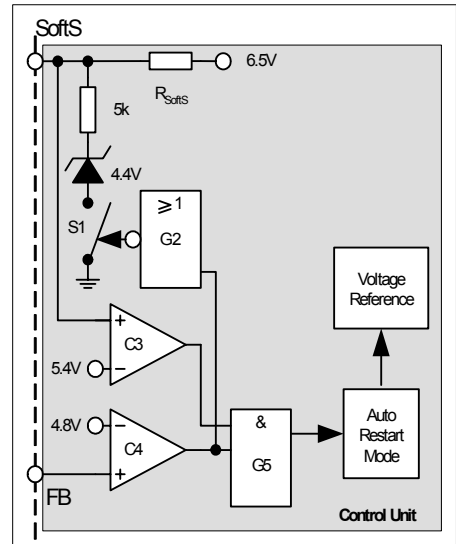 SoftS
6.5V
R_SoftS
5k
4.4V
S1
≥1
G2
Voltage
Reference
C3
5.4V
4.8V
C4
&
G5
Auto
Restart
Mode
FB
Control Unit